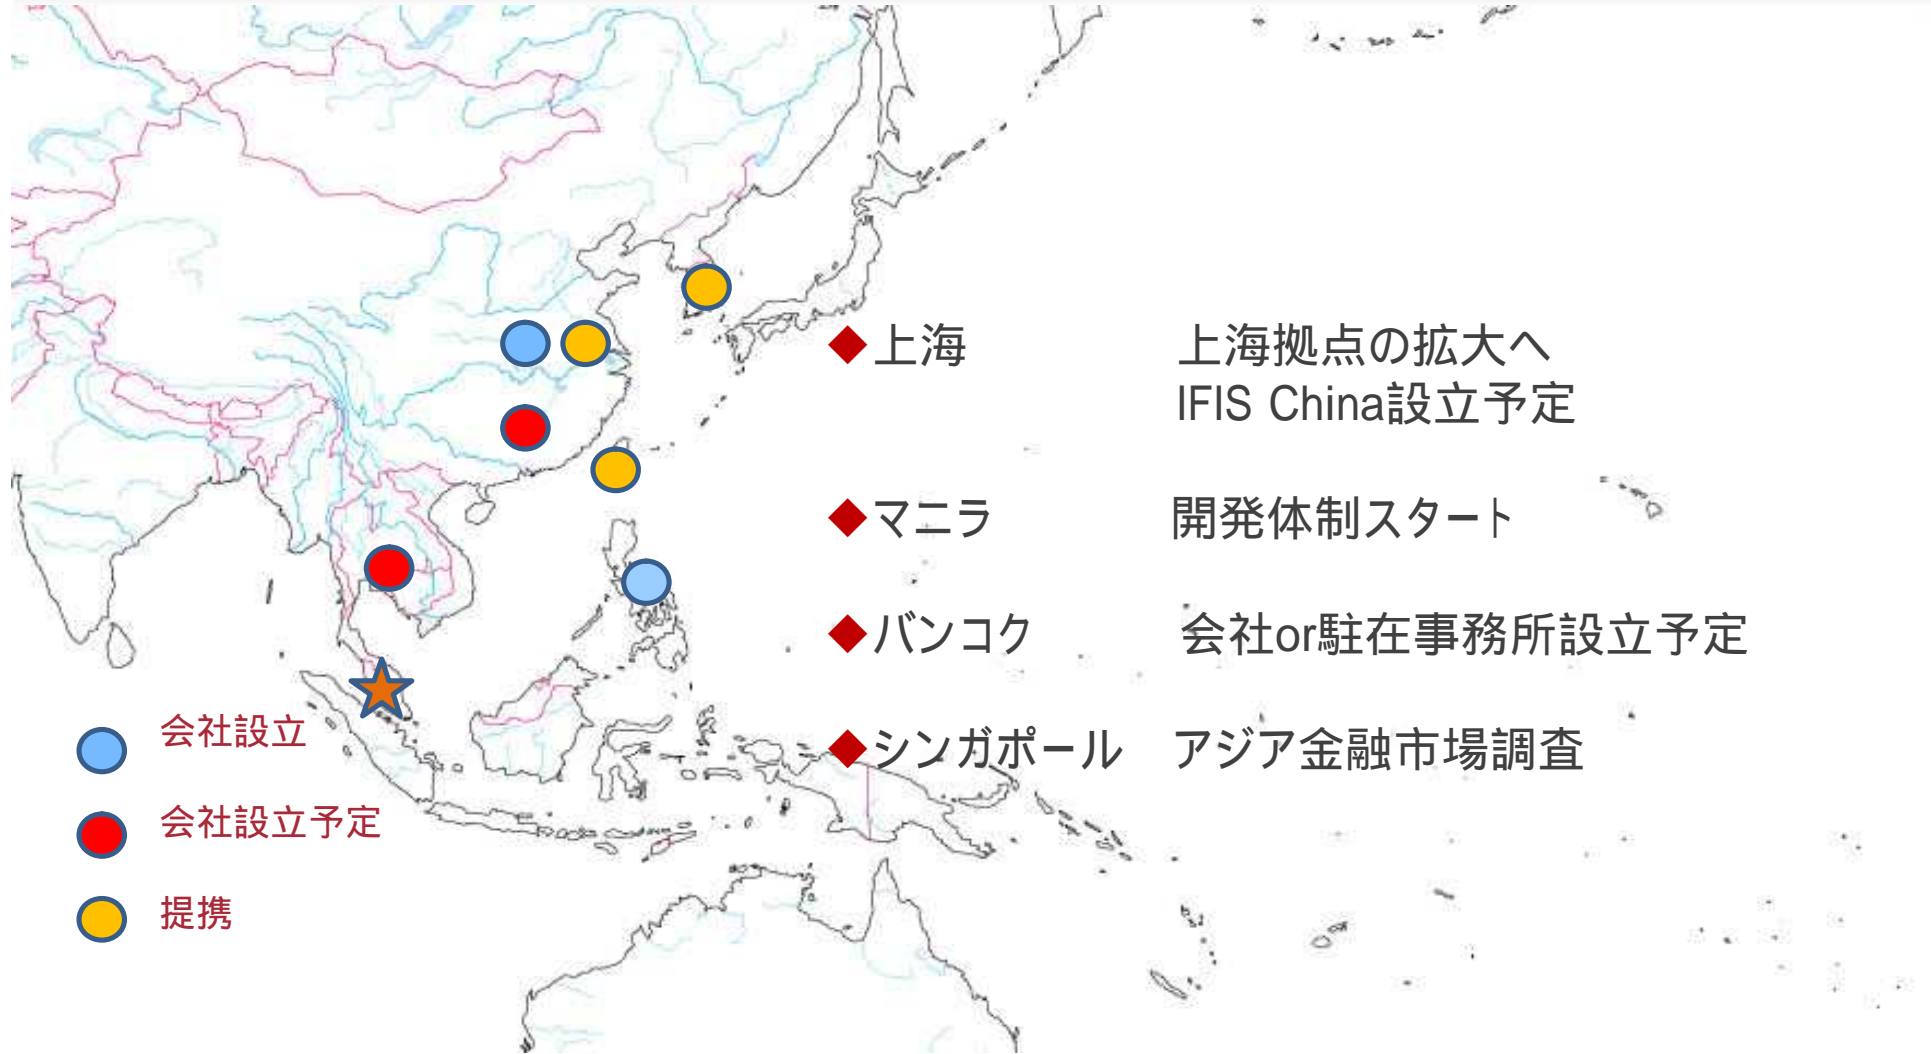 ◆上海 上海拠点の拡大へ
IFIS China設立予定
◆マニラ 開発体制スタート
◆バンコク 会社or駐在事務所設立予定
◆シンガポール アジア金融市場調査
会社設立
会社設立予定
提携